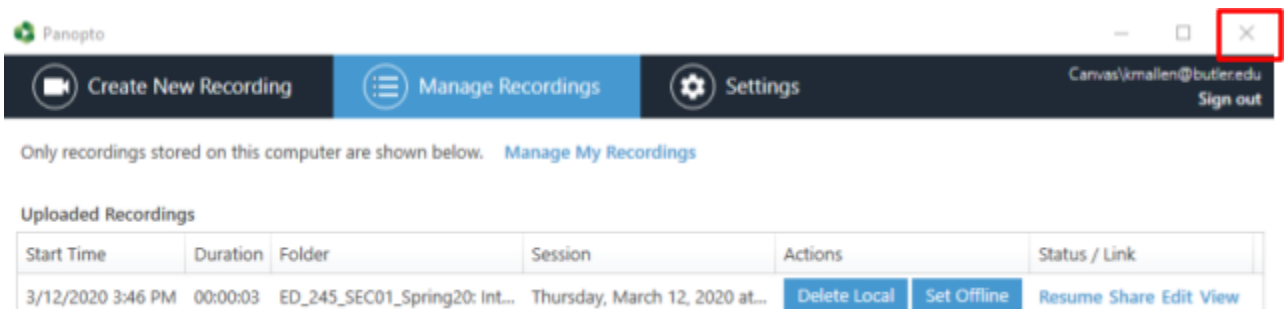 Panopto
Create New Recording Manage Recordings Settings Canvas\kmallen@butler.edu
Sign out
Only recordings stored on this computer are shown below. Manage My Recordings
Uploaded Recordings
Start Time Duration Folder Session Actions Status / Link
3/12/2020 3:46 PM 00:00:03 ED_245_SEC01_Spring20: Int... Thursday, March 12, 2020 at... Delete Local Set Offline Resume Share Edit View